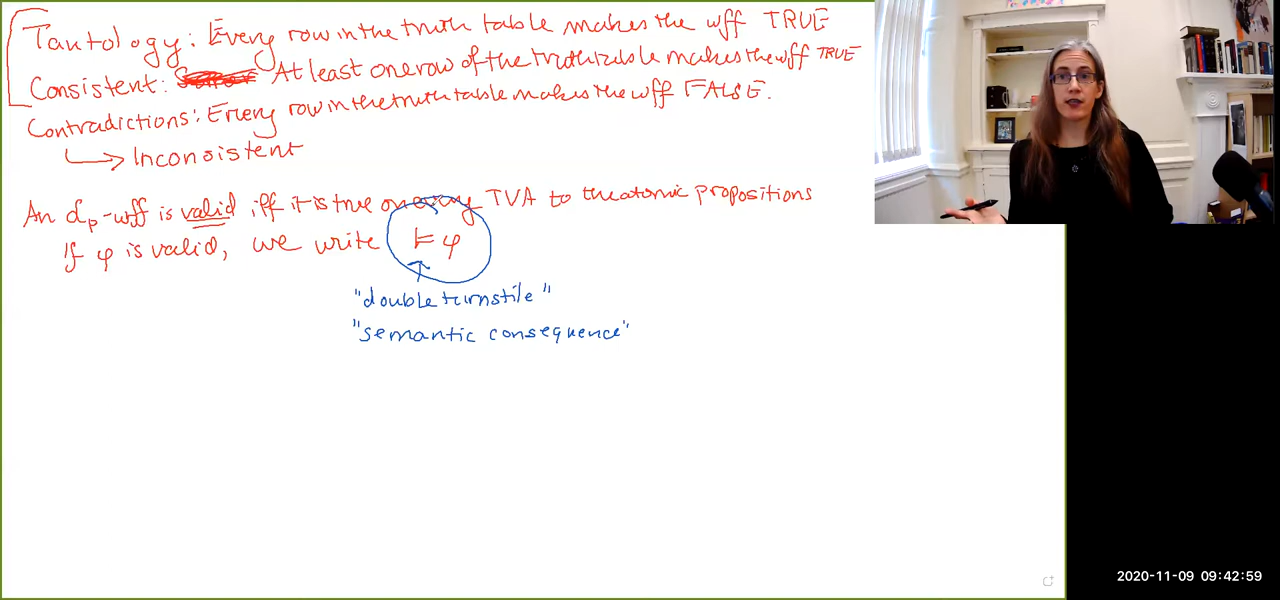 Tautology: Every row in the truth table makes the wff TRUE
Consistent: At least one row of the truth table makes the wff TRUE
Contradictions: Every row in the truth table makes the wff FALSE.
Inconsistent
An Lp-wff is valid iff it is true on every TVA to the atomic propositions
If φ is valid, we write ⊨ φ
"double turnstile"
"semantic consequence"
2020-11-09 09:42:59